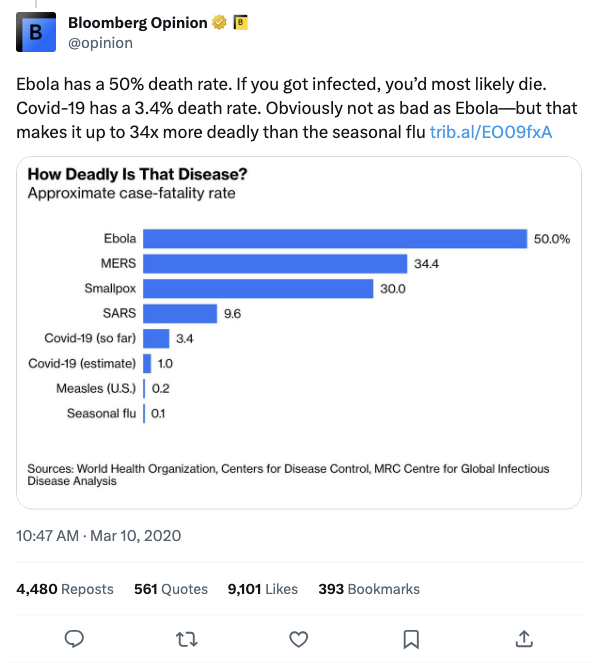 B
Bloomberg Opinion B
@opinion
Ebola has a 50% death rate. If you got infected, you’d most likely die.
Covid-19 has a 3.4% death rate. Obviously not as bad as Ebola—but that
makes it up to 34x more deadly than the seasonal flu trib.al/EO09fxA
How Deadly Is That Disease?
Approximate case-fatality rate
Ebola 50.0%
MERS 34.4
Smallpox 30.0
SARS 9.6
Covid-19 (so far) 3.4
Covid-19 (estimate) 1.0
Measles (U.S.) 0.2
Seasonal flu 0.1
Sources: World Health Organization, Centers for Disease Control, MRC Centre for Global Infectious
Disease Analysis
10:47 AM · Mar 10, 2020
4,480 Reposts 561 Quotes 9,101 Likes 393 Bookmarks